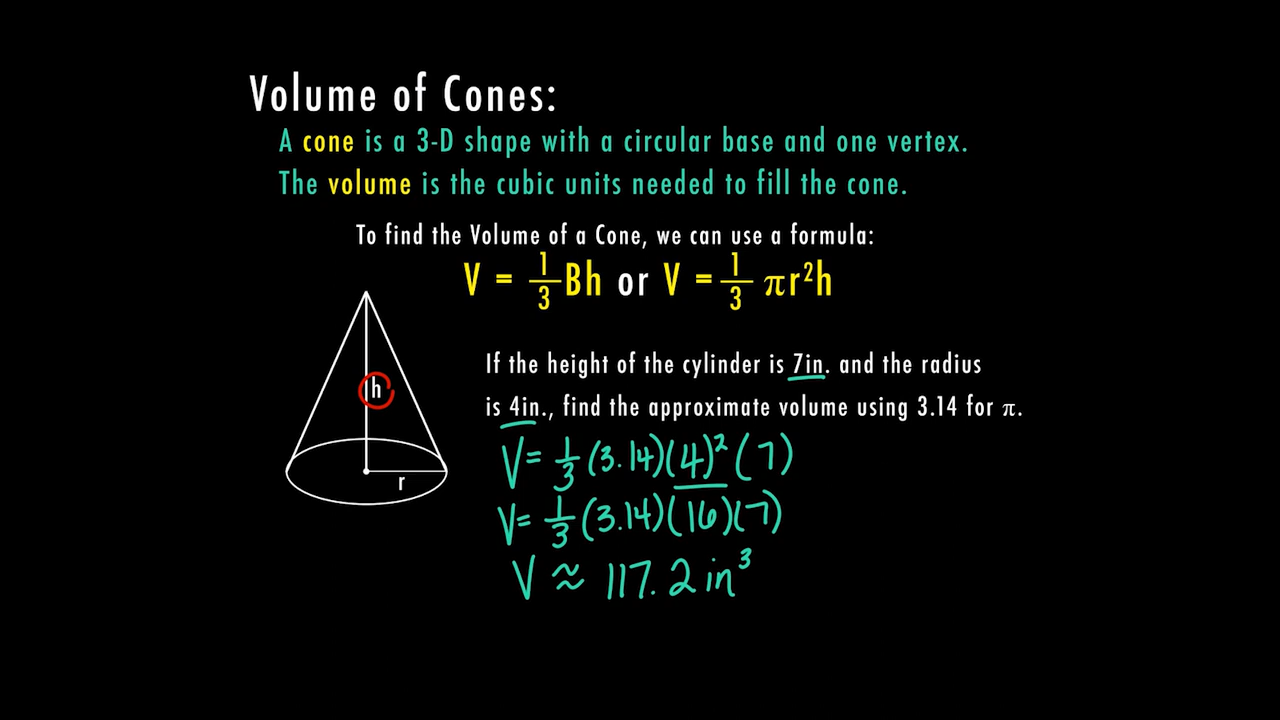 Volume of Cones:
A cone is a 3-D shape with a circular base and one vertex.
The volume is the cubic units needed to fill the cone.
To find the Volume of a Cone, we can use a formula:
V = 1/3 Bh or V = 1/3 πr²h
h
r
If the height of the cylinder is 7in. and the radius
is 4in., find the approximate volume using 3.14 for π.
V = 1/3 (3.14)(4)² (7)
V = 1/3 (3.14)(16)(7)
V ≈ 117.2 in³